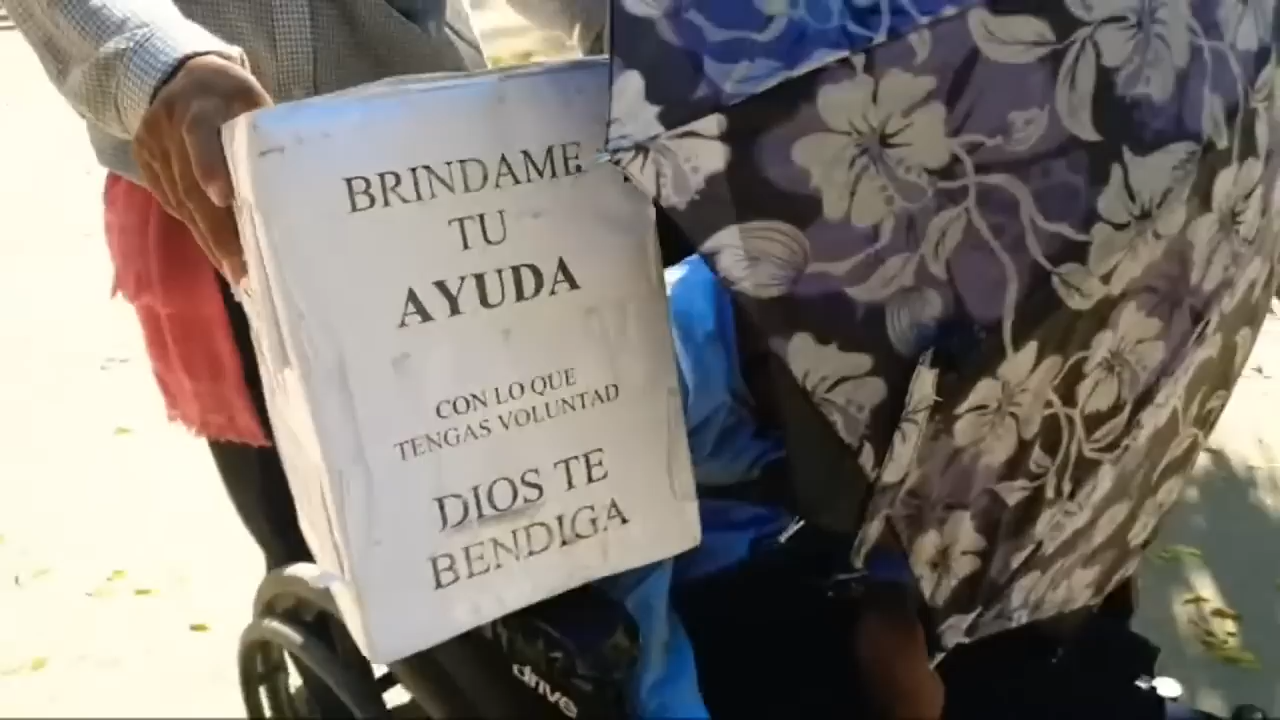 BRINDAME
TU
AYUDA
CON LO QUE
TENGAS VOLUNTAD
DIOS TE
BENDIGA
drive